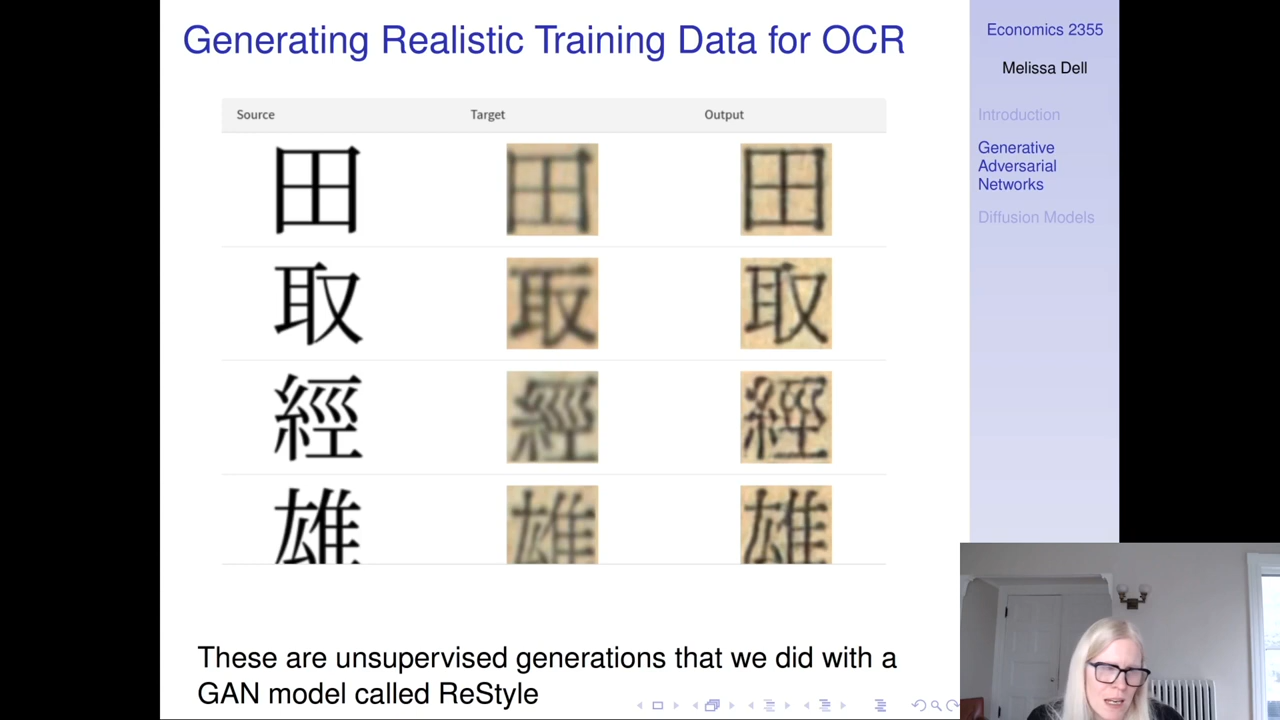 Generating Realistic Training Data for OCR
Source Target Output
田 田 田
取 取 取
經 經 經
雄 雄 雄
These are unsupervised generations that we did with a
GAN model called ReStyle
Economics 2355
Melissa Dell
Introduction
Generative
Adversarial
Networks
Diffusion Models